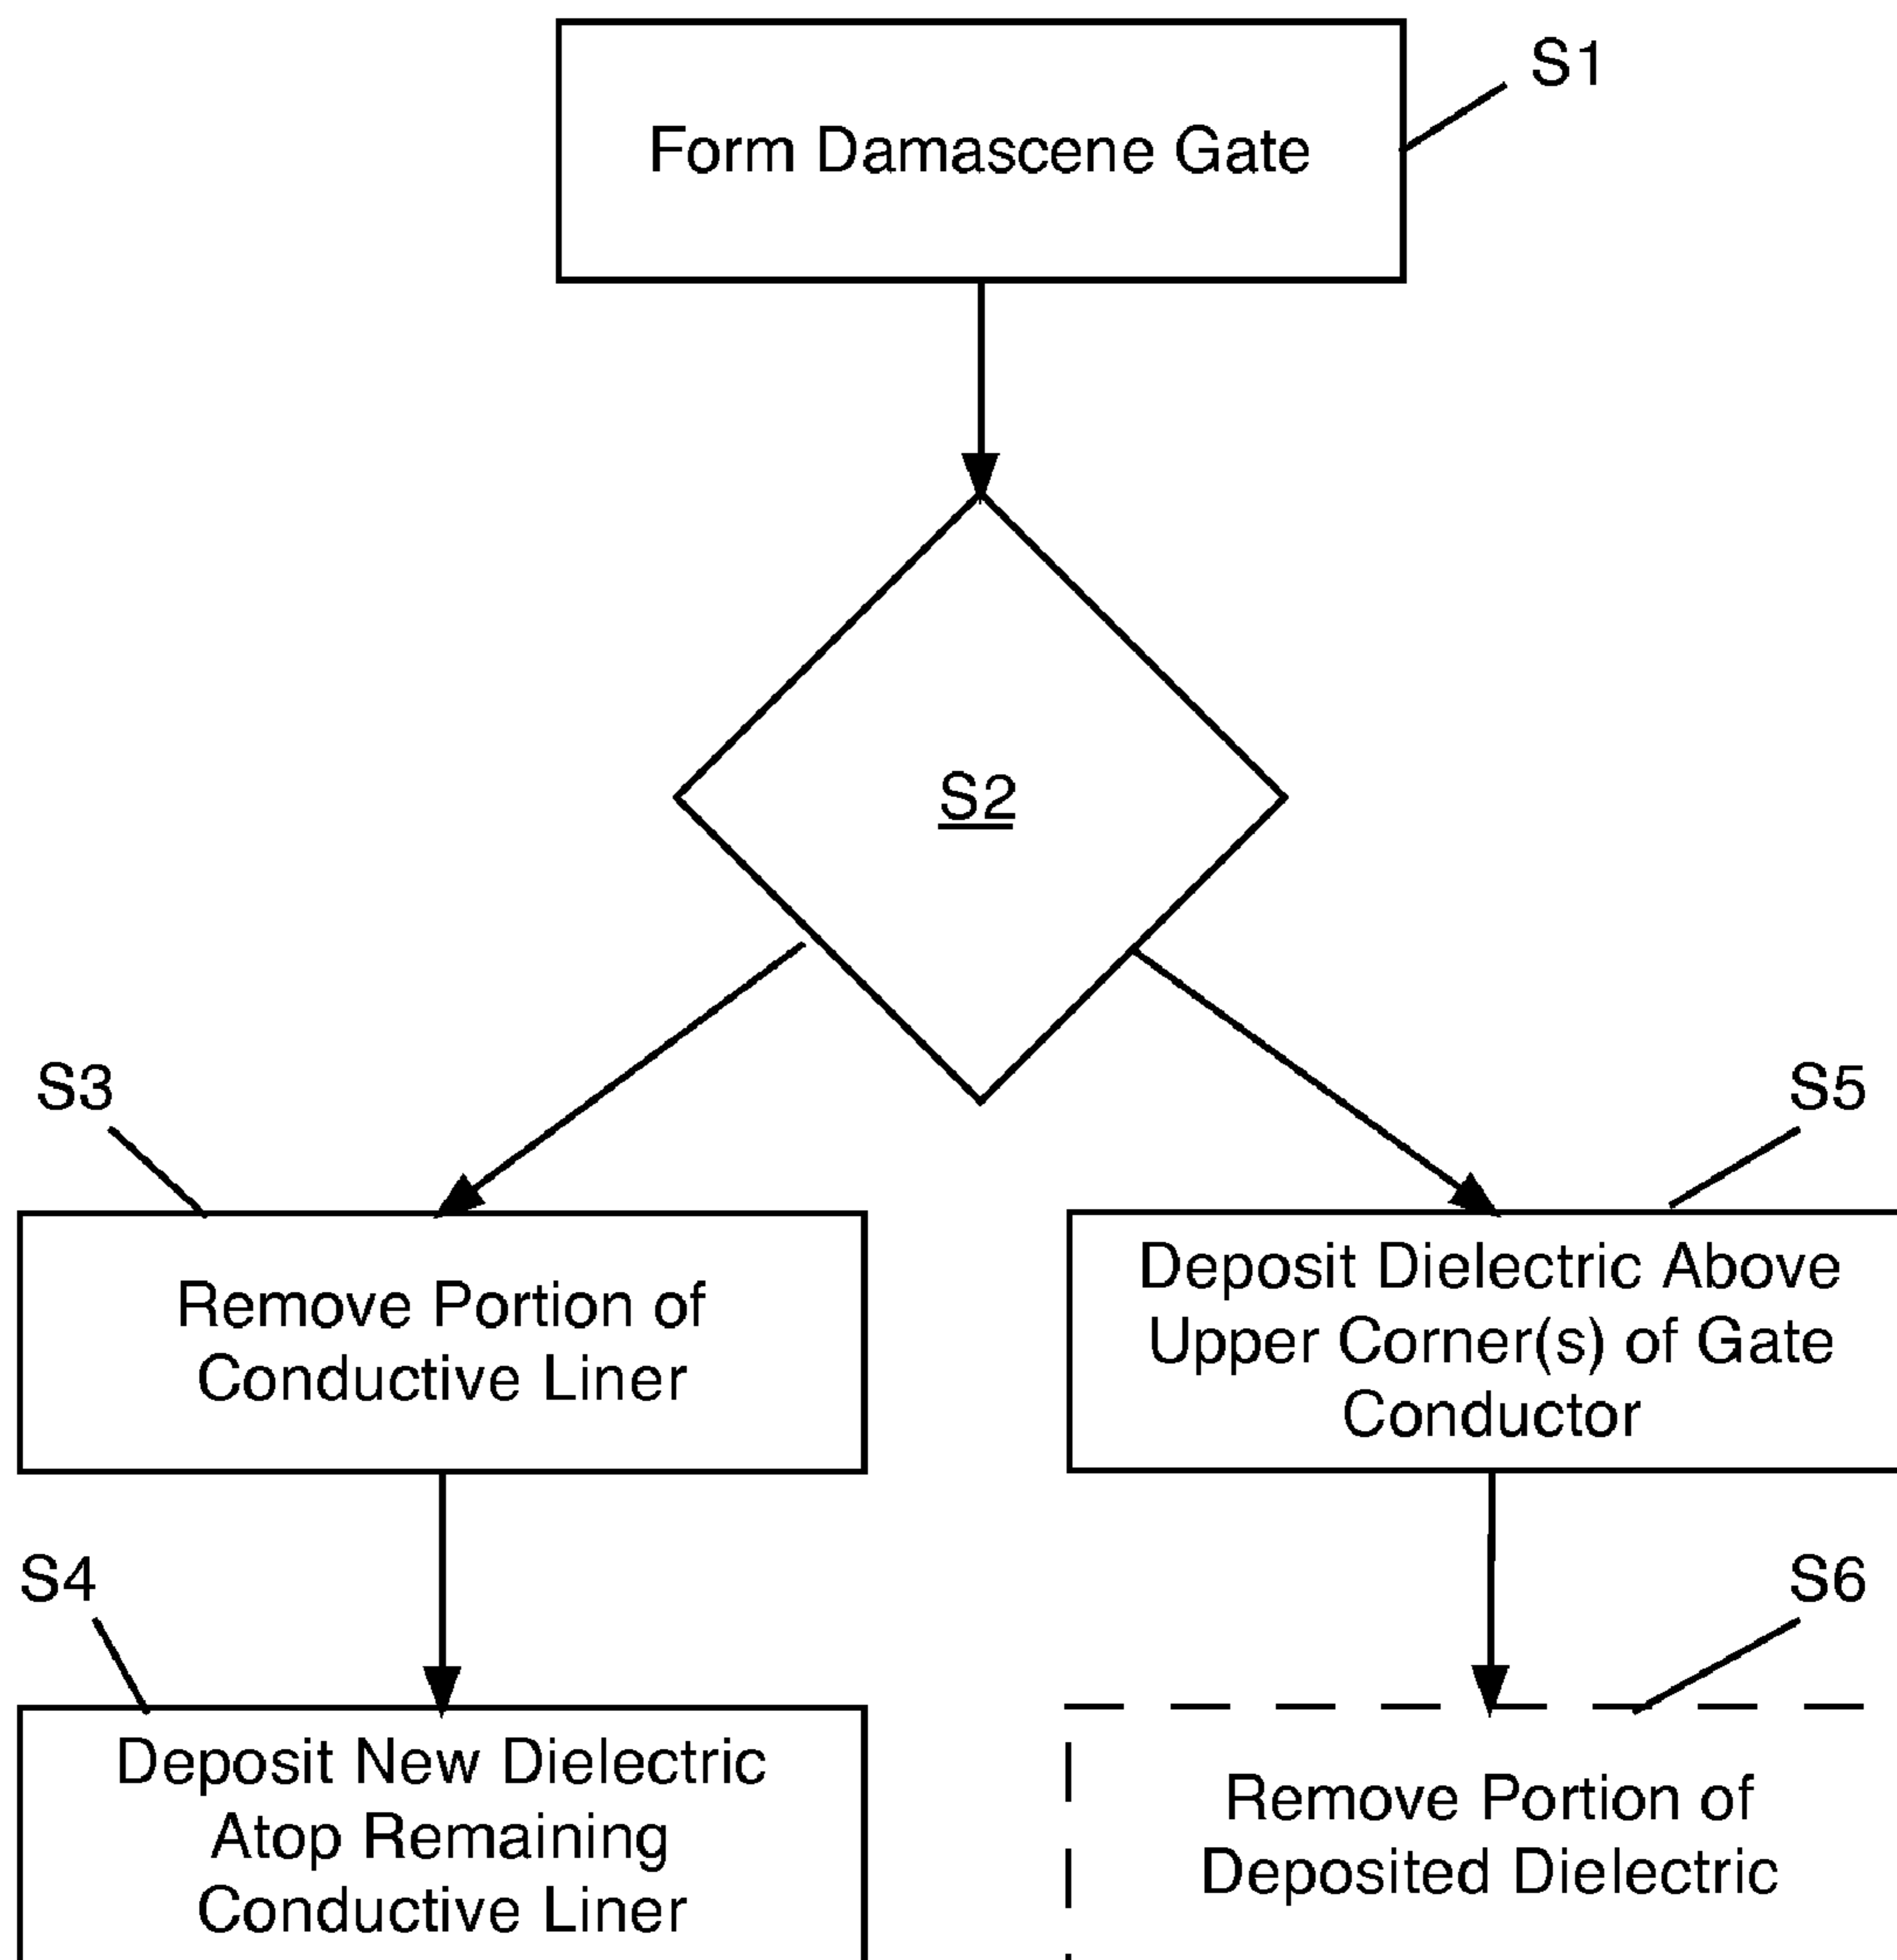 S1
Form Damascene Gate
S2
S3
Remove Portion of
Conductive Liner
S5
Deposit Dielectric Above
Upper Corner(s) of Gate
Conductor
S4
Deposit New Dielectric
Atop Remaining
Conductive Liner
S6
Remove Portion of
Deposited Dielectric